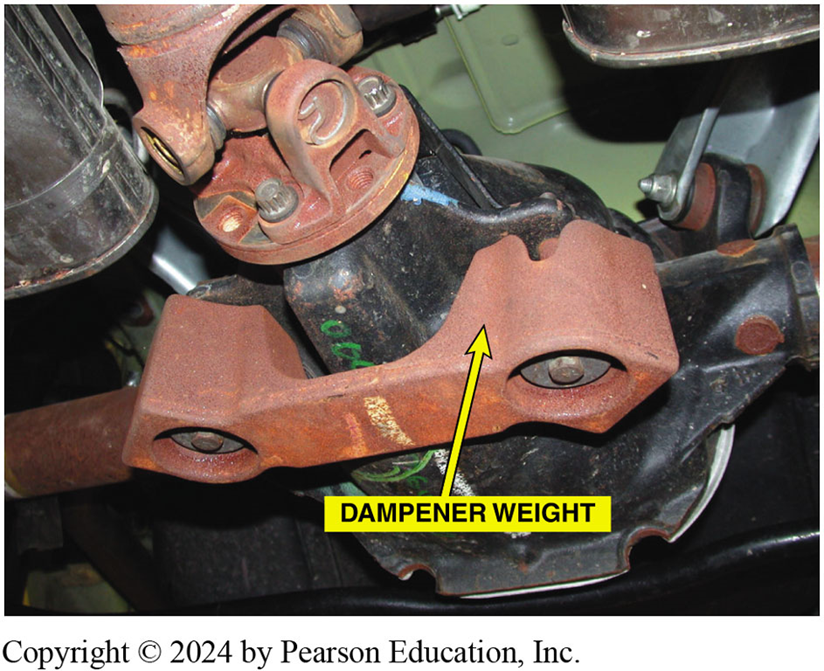 DAMPENER WEIGHT
Copyright © 2024 by Pearson Education, Inc.